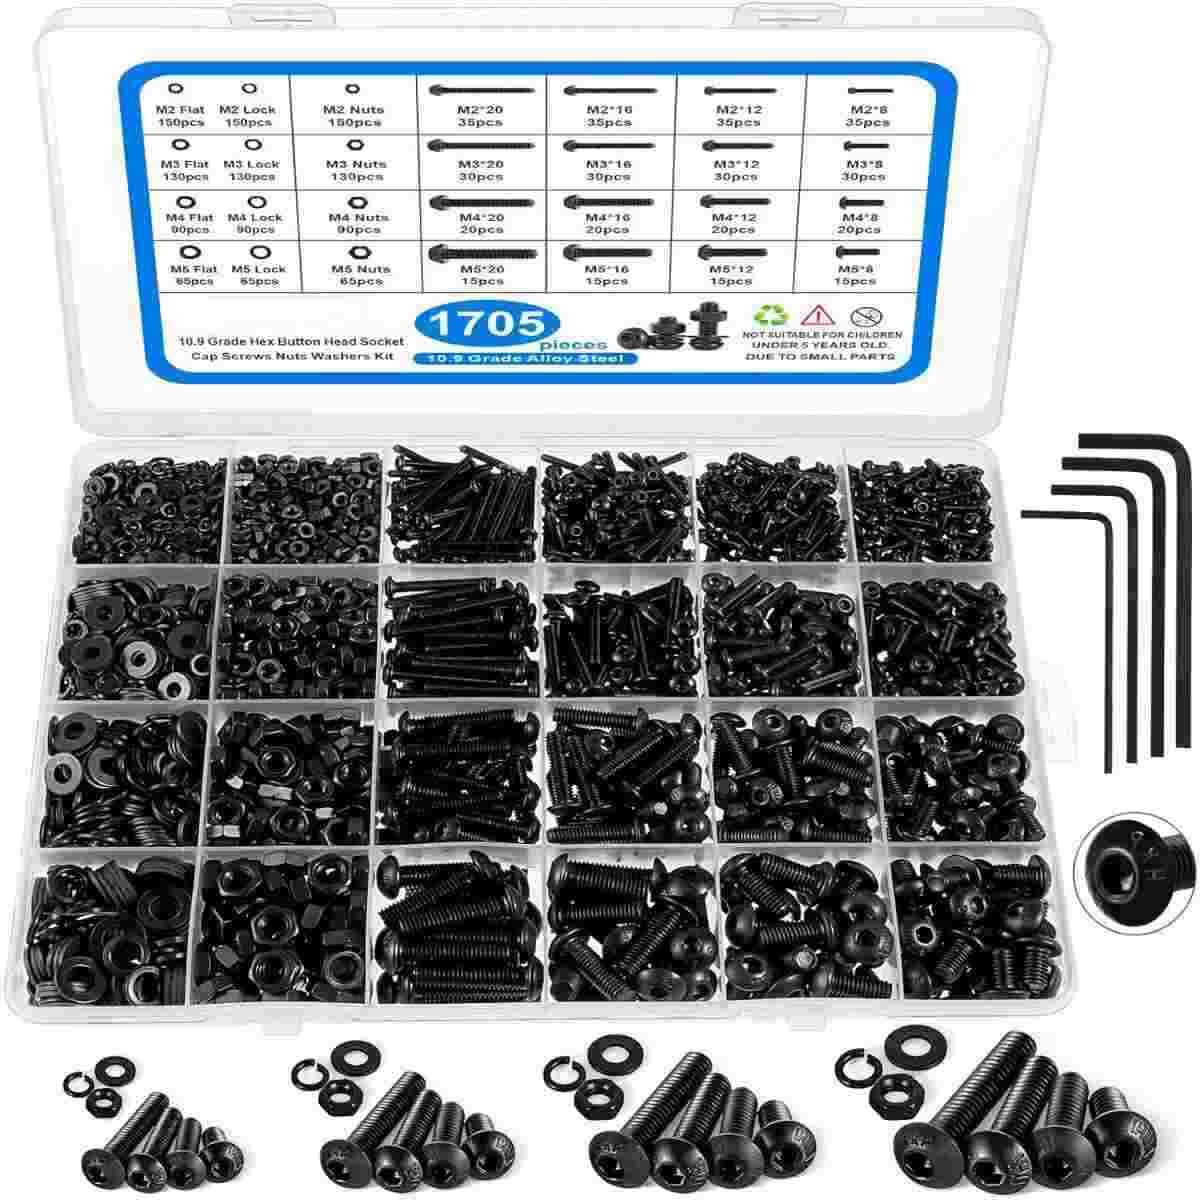 M2 Flat M2 Lock M2 Nuts M2*20 M2*16 M2*12 M2*8
150pcs 150pcs 150pcs 35pcs 35pcs 35pcs 35pcs
M3 Flat M3 Lock M3 Nuts M3*20 M3*16 M3*12 M3*8
130pcs 130pcs 130pcs 30pcs 30pcs 30pcs 30pcs
M4 Flat M4 Lock M4 Nuts M4*20 M4*16 M4*12 M4*8
90pcs 90pcs 90pcs 20pcs 20pcs 20pcs 20pcs
M5 Flat M5 Lock M5 Nuts M5*20 M5*16 M5*12 M5*8
65pcs 65pcs 65pcs 15pcs 15pcs 15pcs 15pcs
10.9 Grade Hex Button Head Socket
Cap Screws Nuts Washers Kit
1705
pieces
10.9 Grade Alloy Steel
NOT SUITABLE FOR CHILDREN
UNDER 5 YEARS OLD.
DUE TO SMALL PARTS